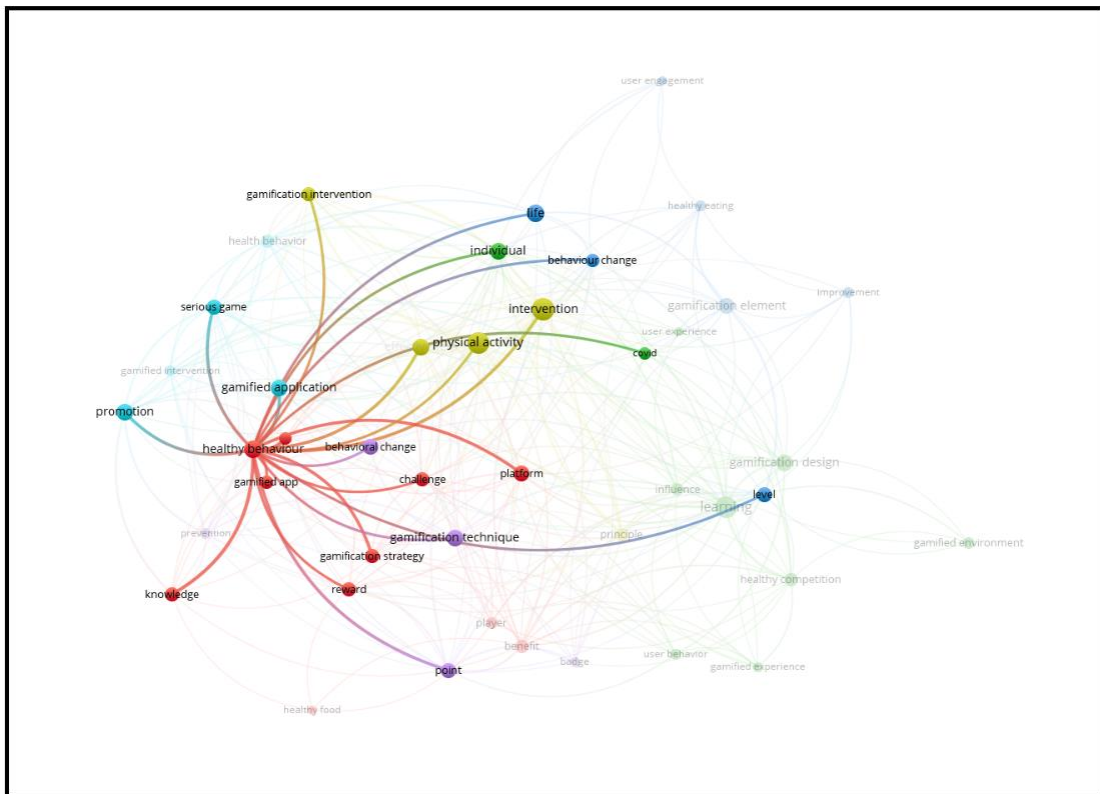 user engagement
gamification intervention
healthy eating
life
health behavior
individual
behaviour change
improvement
serious game
intervention
gamification element
user experience
physical activity
covid
gamified intervention
gamified application
promotion
healthy behaviour
behavioral change
gamification design
platform
gamified app
challenge
influence
level
learning
prevention
gamification technique
principle
gamified environment
gamification strategy
healthy competition
knowledge
reward
player
benefit
badge
user behavior
gamified experience
point
healthy food